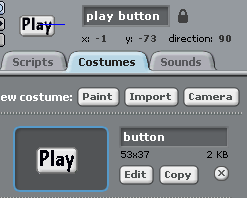 Play
play button
x: -1 y: -73 direction: 90
Scripts Costumes Sounds
ew costume: Paint Import Camera
Play
button
53x37 2 KB
Edit Copy